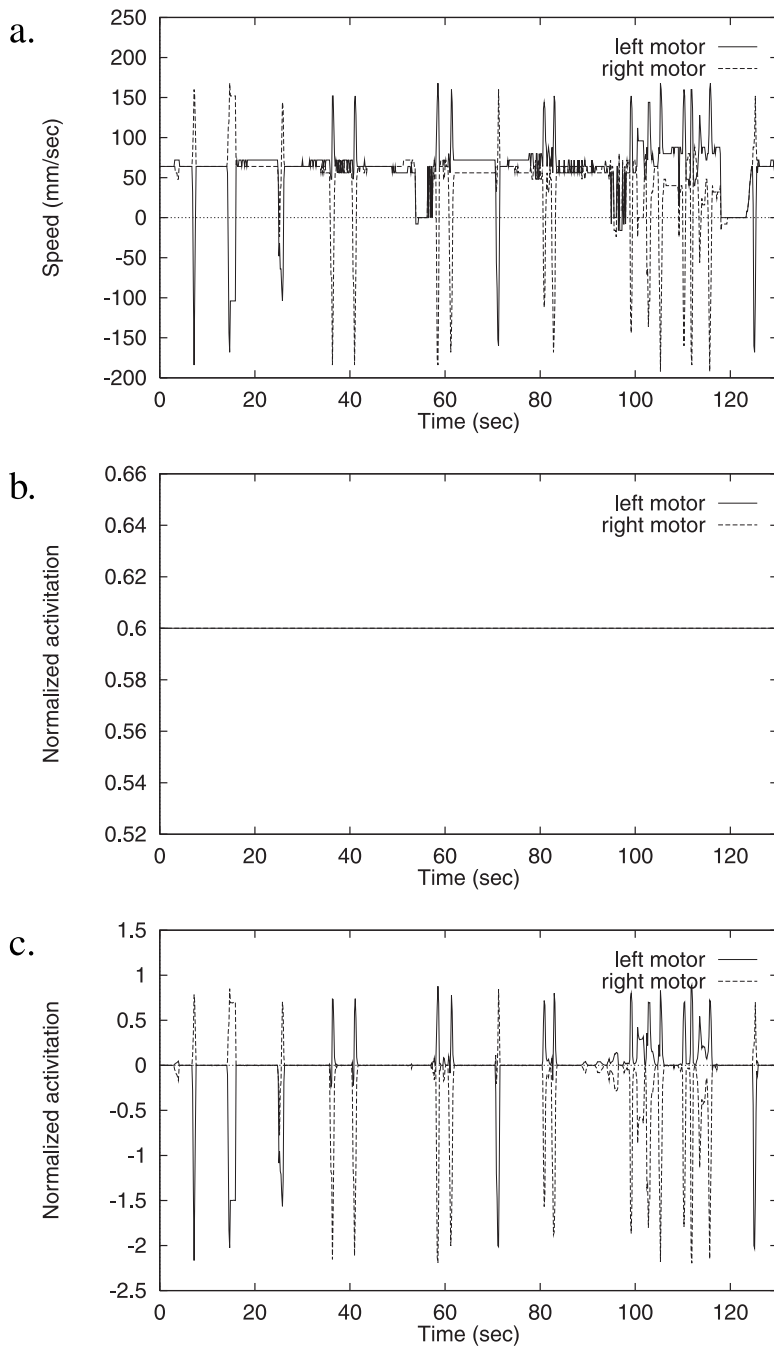 a.
250
200
150
100
50
0
-50
-100
-150
-200
Speed (mm/sec)
left motor
right motor
0 20 40 60 80 100 120
Time (sec)
b.
0.66
0.64
0.62
0.6
0.58
0.56
0.54
0.52
Normalized activitation
left motor
right motor
0 20 40 60 80 100 120
Time (sec)
c.
1.5
1
0.5
0
-0.5
-1
-1.5
-2
-2.5
Normalized activitation
left motor
right motor
0 20 40 60 80 100 120
Time (sec)